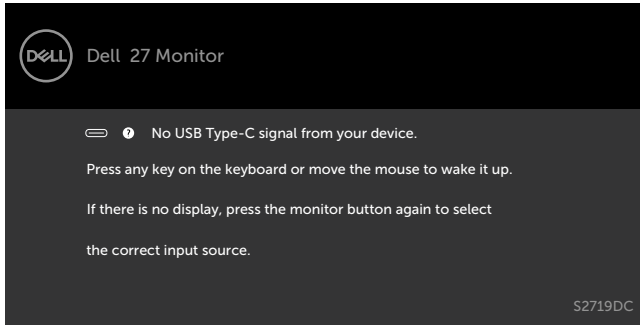 DELL
Dell 27 Monitor
? No USB Type-C signal from your device.
Press any key on the keyboard or move the mouse to wake it up.
If there is no display, press the monitor button again to select
the correct input source.
S2719DC